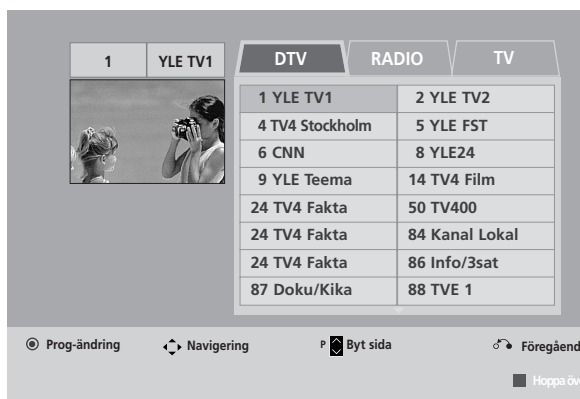 1 YLE TV1
DTV RADIO TV
1 YLE TV1 2 YLE TV2
4 TV4 Stockholm 5 YLE FST
6 CNN 8 YLE24
9 YLE Teema 14 TV4 Film
24 TV4 Fakta 50 TV400
24 TV4 Fakta 84 Kanal Lokal
24 TV4 Fakta 86 Info/3sat
87 Doku/Kika 88 TVE 1
Prog-ändring Navigering P Byt sida Föregåend
Hoppa öve